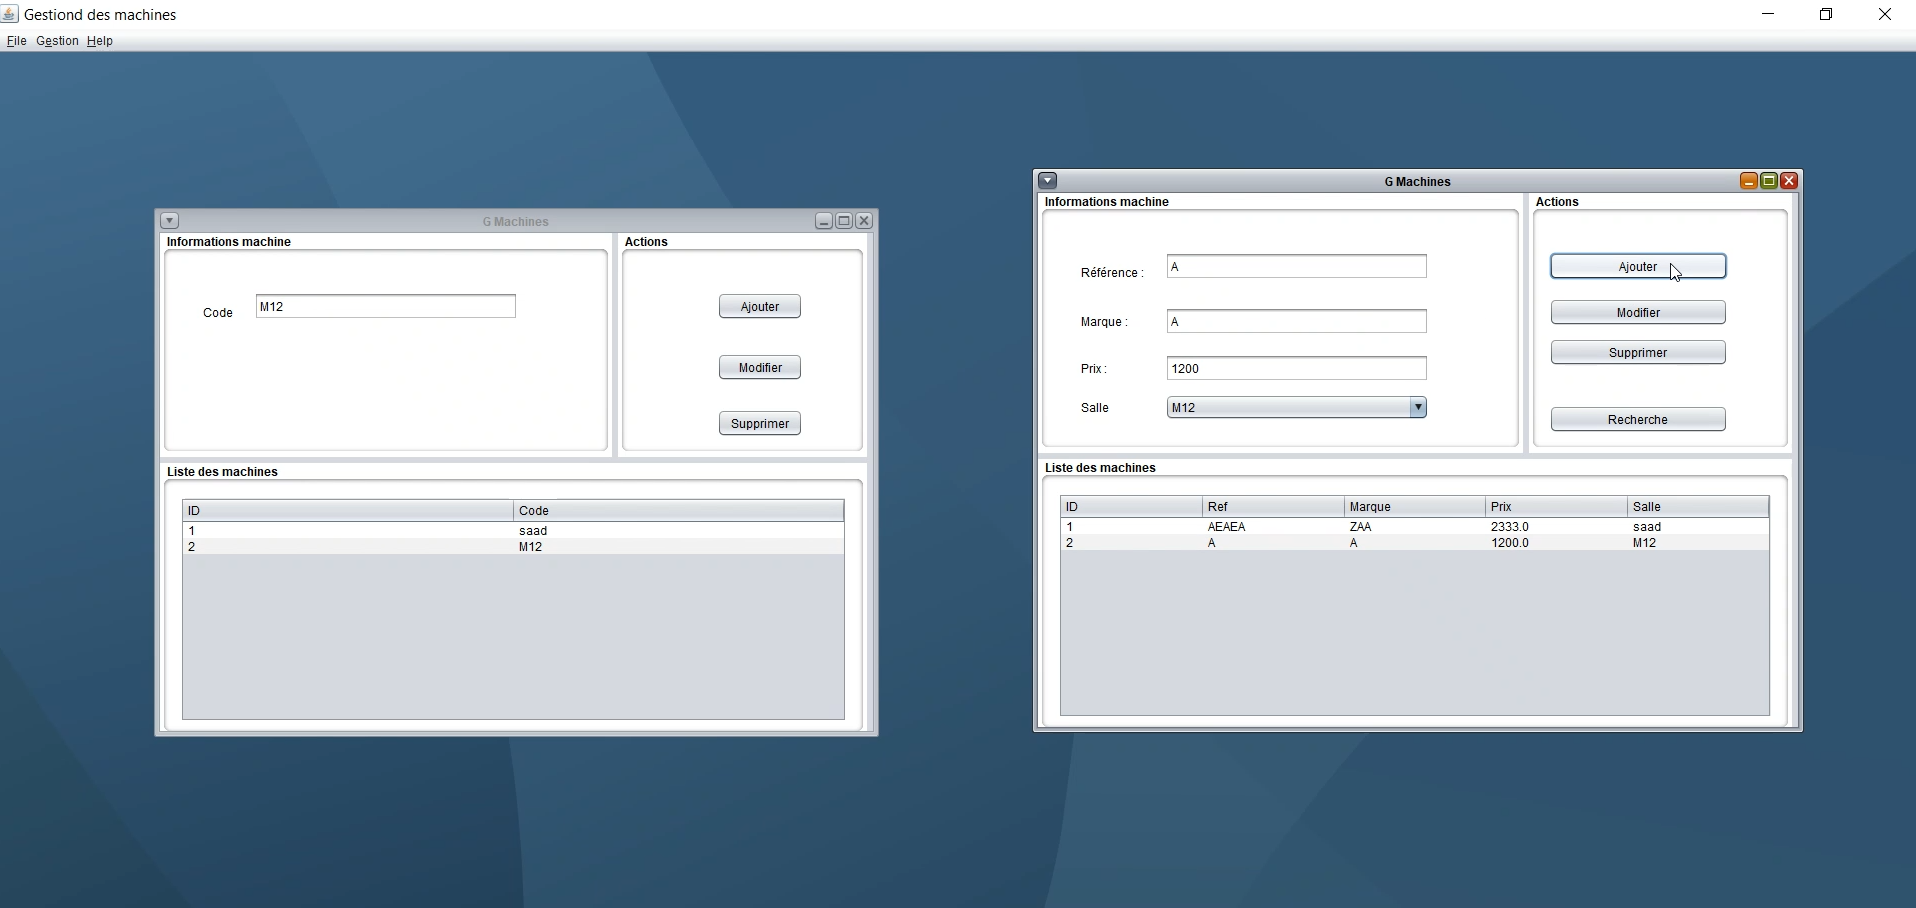 Gestiond des machines
File Gestion Help
G Machines
Informations machine
Actions
Code M12
Ajouter
Modifier
Supprimer
Liste des machines
ID Code
1 saad
2 M12
G Machines
Informations machine
Actions
Référence : A
Marque : A
Prix : 1200
Salle M12
Ajouter
Modifier
Supprimer
Recherche
Liste des machines
ID Ref Marque Prix Salle
1 AEAEA ZAA 2333.0 saad
2 A A 1200.0 M12